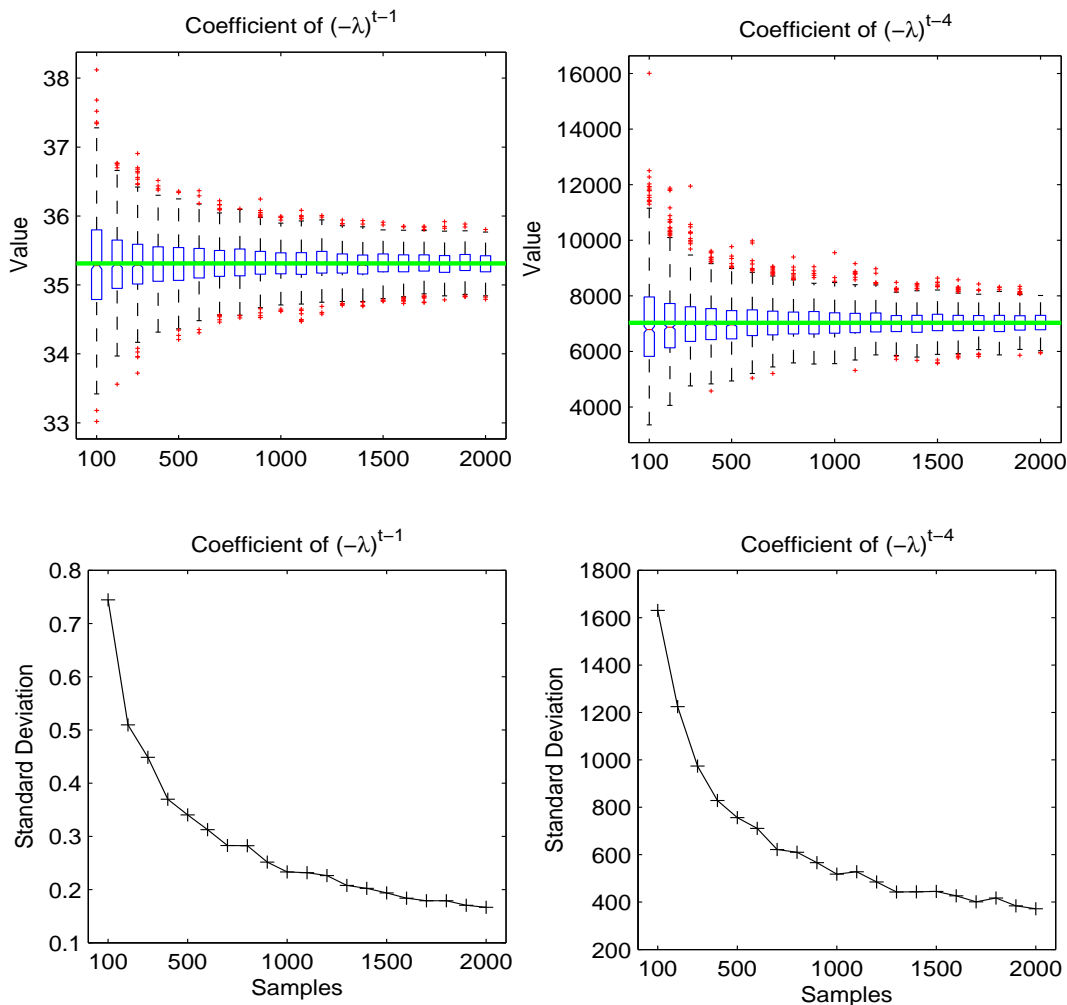 Coefficient of (−λ)^t−1
Value
38
37
36
35
34
33
100 500 1000 1500 2000
Coefficient of (−λ)^t−4
Value
16000
14000
12000
10000
8000
6000
4000
100 500 1000 1500 2000
Coefficient of (−λ)^t−1
Standard Deviation
0.8
0.7
0.6
0.5
0.4
0.3
0.2
0.1
100 500 1000 1500 2000
Samples
Coefficient of (−λ)^t−4
Standard Deviation
1800
1600
1400
1200
1000
800
600
400
200
100 500 1000 1500 2000
Samples